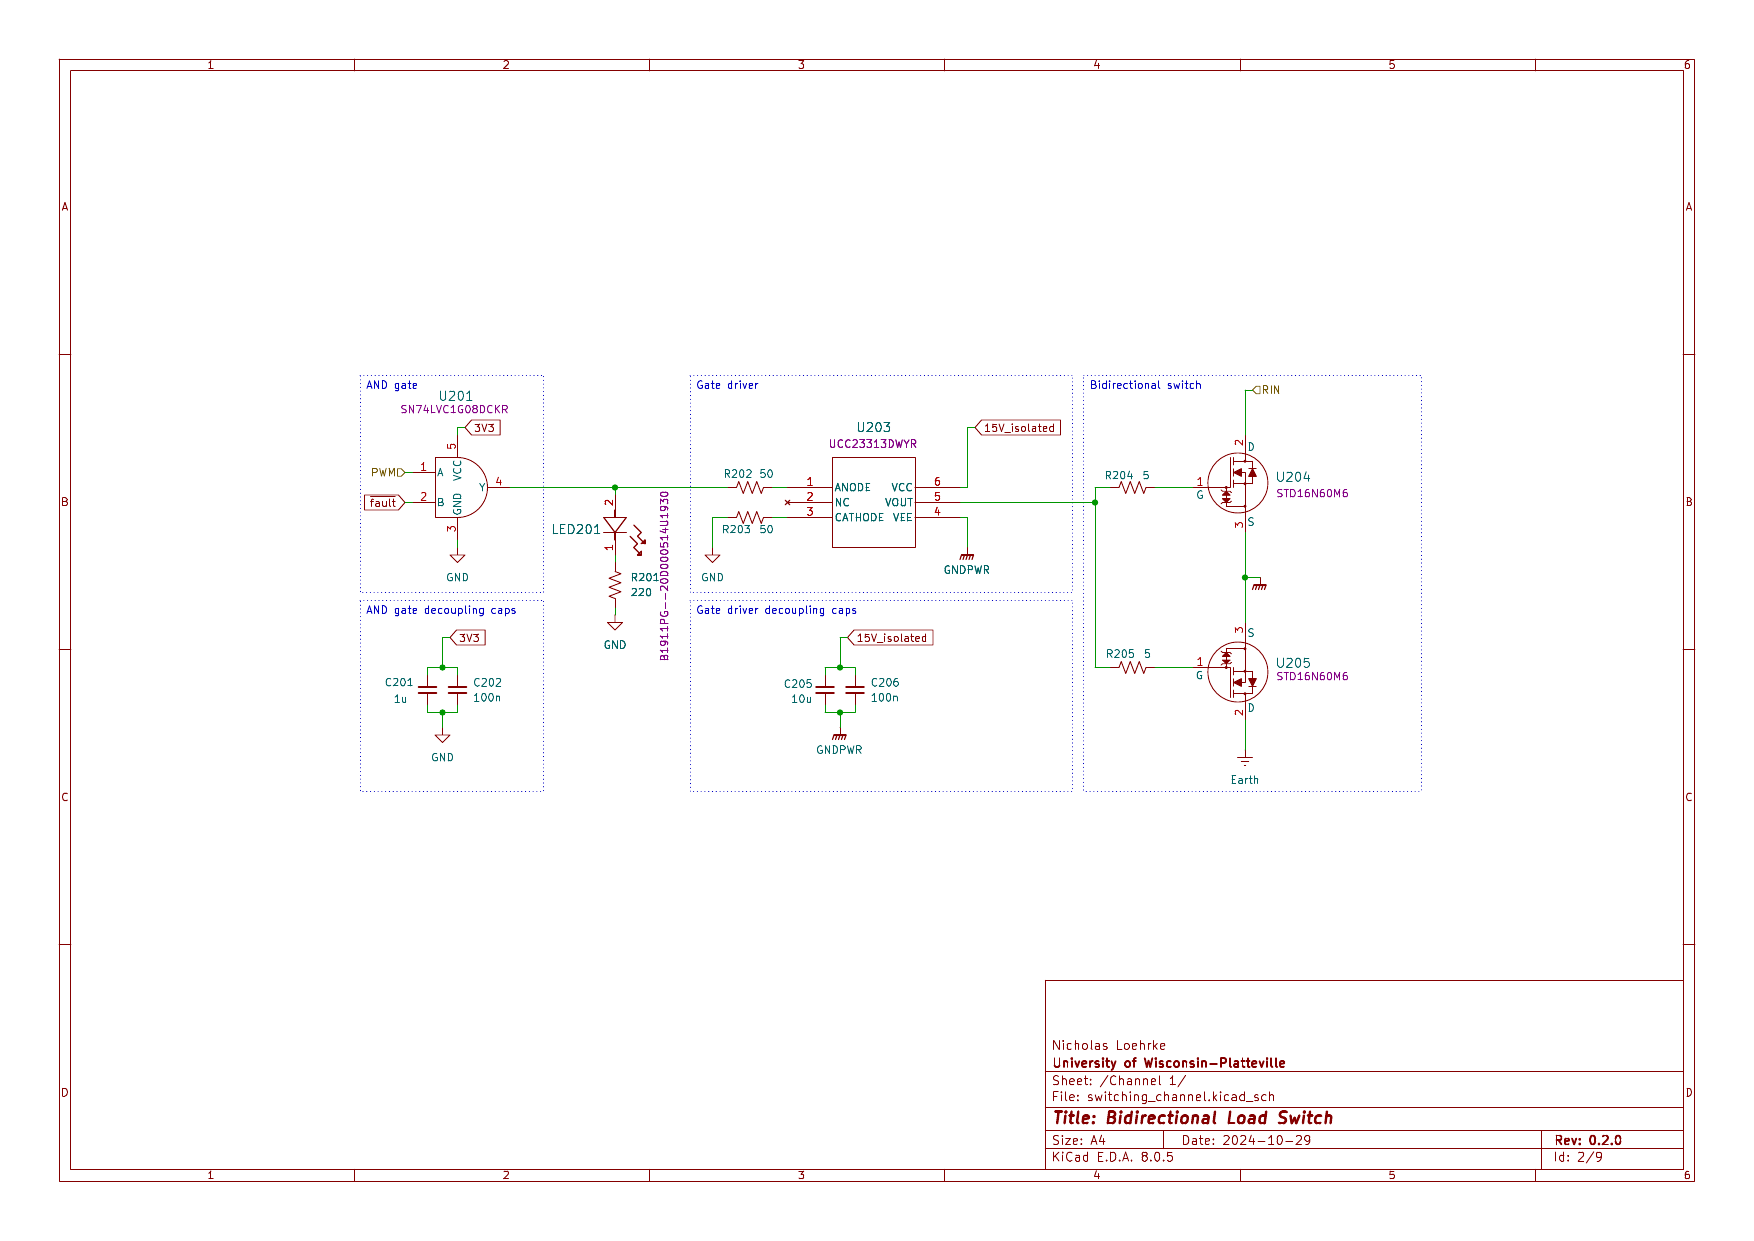 1 2 3 4 5 6
A A
AND gate
U201
SN74LVC1G08DCKR
3V3
5
VCC
PWM 1 A
Y 4
fault 2 B
GND
3
GND
2
LED201
1
B1911PG--20D000514U1930
R201
220
GND
Gate driver
U203
UCC23313DWYR
15V_isolated
R202 50
1 ANODE VCC 6
2 NC VOUT 5
3 CATHODE VEE 4
R203 50
GND
GNDPWR
Bidirectional switch
RIN
2 D
R204 5
1
G
U204
STD16N60M6
3 S
3 S
R205 5
1
G
U205
STD16N60M6
2 D
Earth
B B
AND gate decoupling caps
3V3
C201
1u
C202
100n
GND
Gate driver decoupling caps
15V_isolated
C205
10u
C206
100n
GNDPWR
C C
D D
Nicholas Loehrke
University of Wisconsin-Platteville
Sheet: /Channel 1/
File: switching_channel.kicad_sch
Title: Bidirectional Load Switch
Size: A4 Date: 2024-10-29 Rev: 0.2.0
KiCad E.D.A. 8.0.5 Id: 2/9
1 2 3 4 5 6